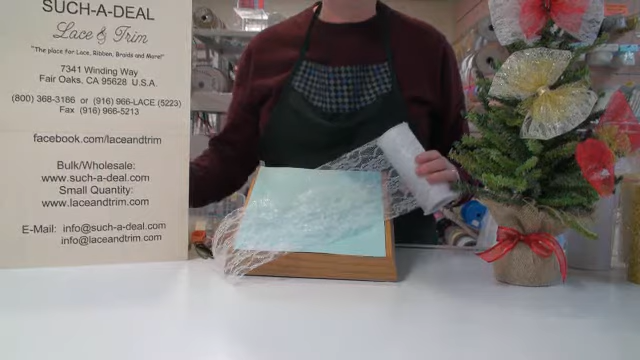 SUCH-A-DEAL
Lace & Trim
"The place for Lace, Ribbon, Braids and More!"
7341 Winding Way
Fair Oaks, CA 95628 U.S.A.
(800) 368-3186 or (916) 966-LACE (5223)
Fax (916) 966-5213
facebook.com/laceandtrim
Bulk/Wholesale:
www.such-a-deal.com
Small Quantity:
www.laceandtrim.com
E-Mail: info@such-a-deal.com
info@laceandtrim.com